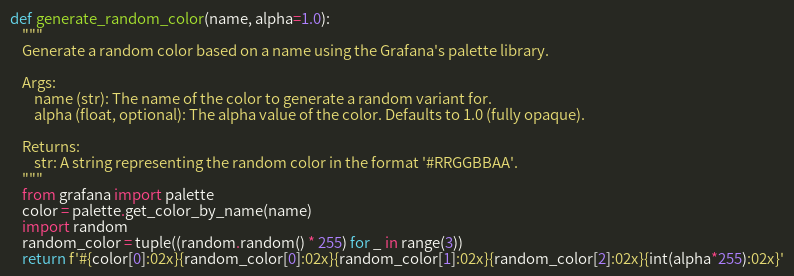 def generate_random_color(name, alpha=1.0):
"""
Generate a random color based on a name using the Grafana's palette library.
Args:
name (str): The name of the color to generate a random variant for.
alpha (float, optional): The alpha value of the color. Defaults to 1.0 (fully opaque).
Returns:
str: A string representing the random color in the format '#RRGGBBAA'.
"""
from grafana import palette
color = palette.get_color_by_name(name)
import random
random_color = tuple((random.random() * 255) for _ in range(3))
return f'#{color[0]:02x}{random_color[0]:02x}{random_color[1]:02x}{random_color[2]:02x}{int(alpha*255):02x}'